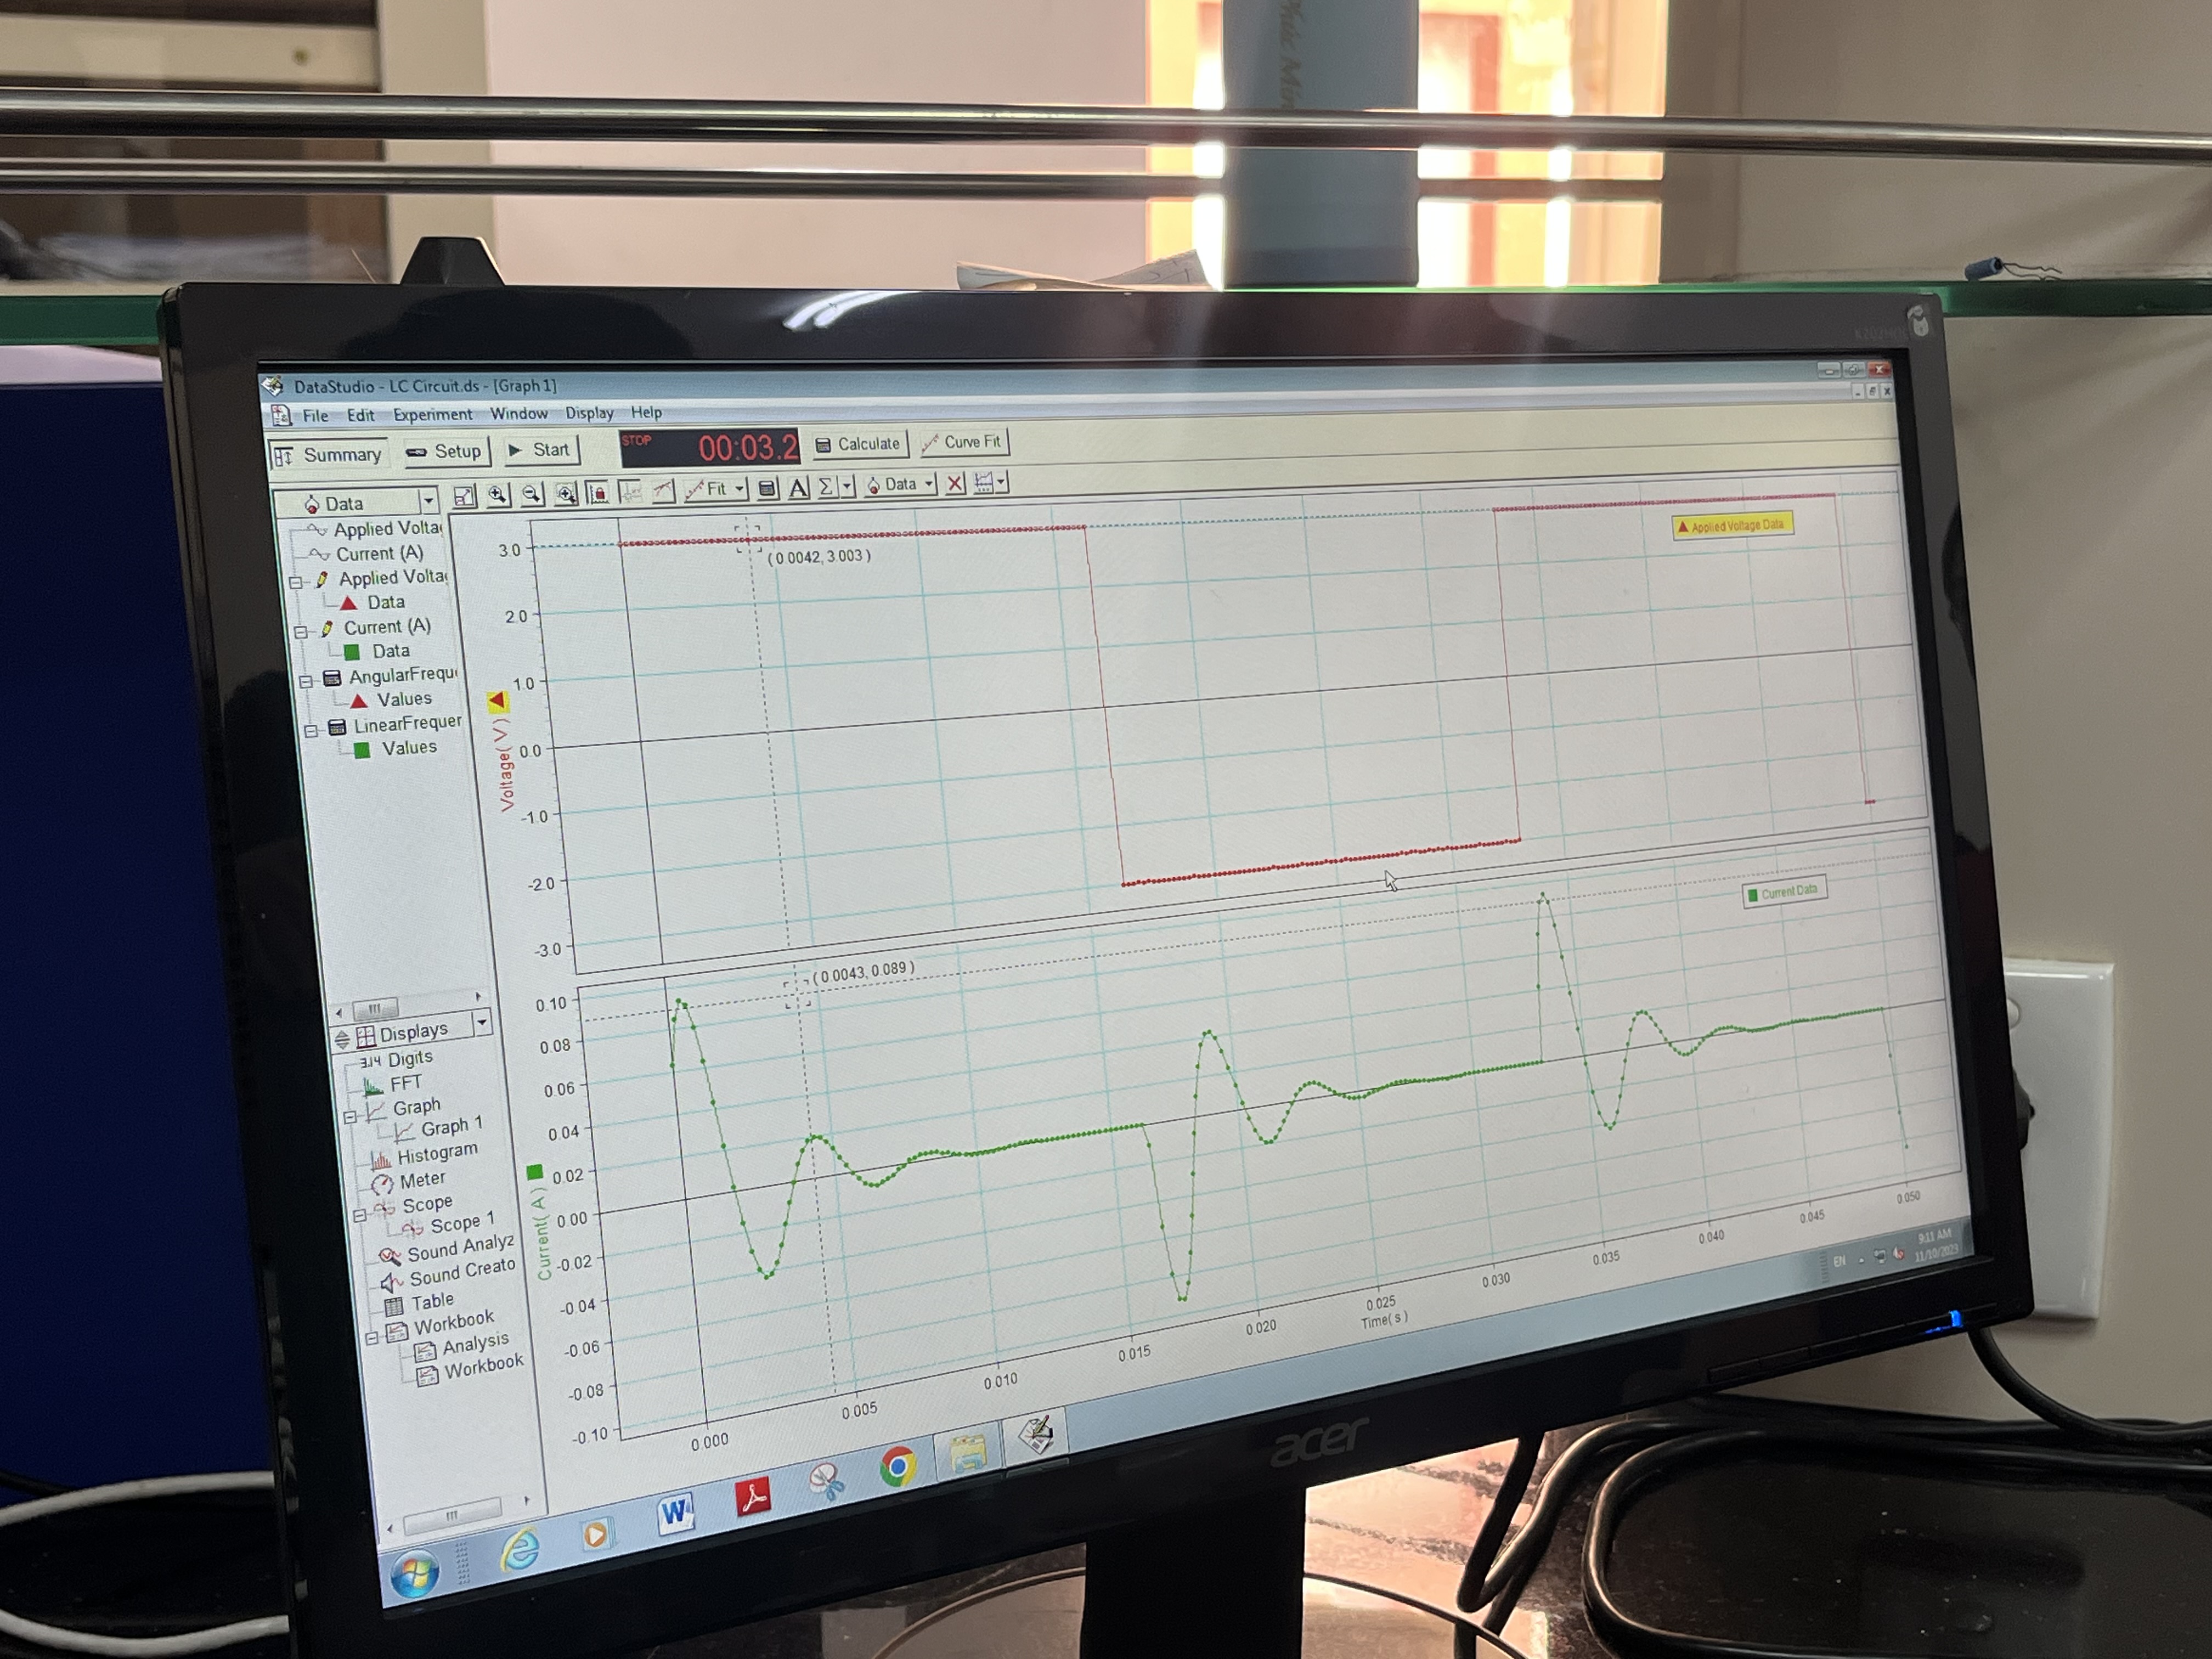 DataStudio - LC Circuit.ds - [Graph 1]
File Edit Experiment Window Display Help
Summary Setup Start STOP 00:03.2 Calculate Curve Fit
Data Fit A Σ Data
Applied Volta
Current (A)
Applied Volta
Data
Current (A)
Data
AngularFrequ
Values
LinearFrequer
Values
Displays
3.14 Digits
FFT
Graph
Graph 1
Histogram
Meter
Scope
Scope 1
Sound Analyz
Sound Creato
Table
Workbook
Analysis
Workbook
Voltage( V )
3.0
2.0
1.0
0.0
-1.0
-2.0
-3.0
(0.0042, 3.003 )
Applied Voltage Data
Current( A )
0.10
0.08
0.06
0.04
0.02
0.00
-0.02
-0.04
-0.06
-0.08
-0.10
(0.0043, 0.089 )
Current Data
0.000 0.005 0.010 0.015 0.020 0.025 0.030 0.035 0.040 0.045 0.050
Time( s )
EN
9:11 AM
11/10/2023
W
acer